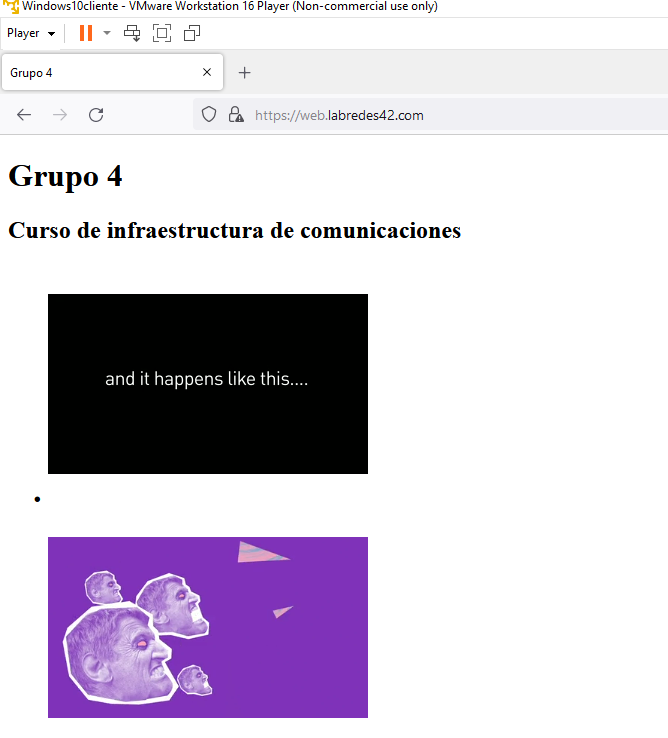 Windows10cliente - VMware Workstation 16 Player (Non-commercial use only)
Player
Grupo 4
https://web.labredes42.com
Grupo 4
Curso de infraestructura de comunicaciones
and it happens like this....